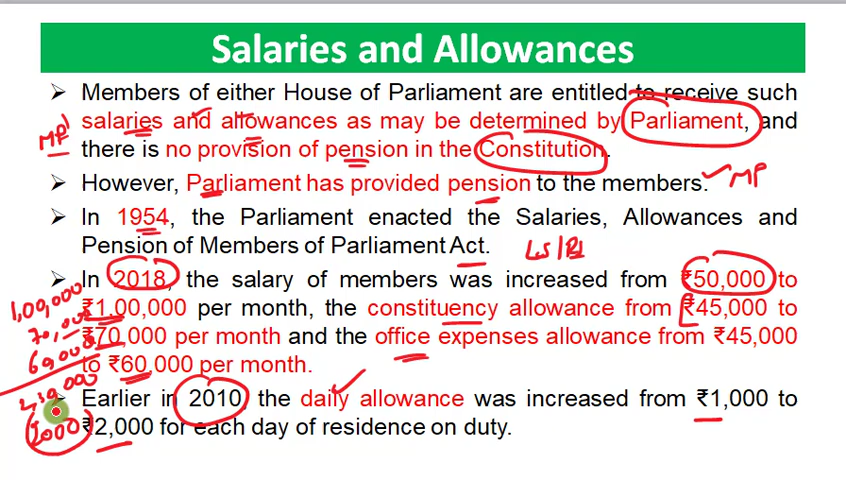 Salaries and Allowances
➢ Members of either House of Parliament are entitled to receive such
salaries and allowances as may be determined by Parliament, and
there is no provision of pension in the Constitution.
MP
➢ However, Parliament has provided pension to the members.
MP
➢ In 1954, the Parliament enacted the Salaries, Allowances and
Pension of Members of Parliament Act.
LS/RS
➢ In 2018, the salary of members was increased from ₹50,000 to
₹1,00,000 per month, the constituency allowance from ₹45,000 to
₹70,000 per month and the office expenses allowance from ₹45,000
to ₹60,000 per month.
1,00,000
70,000
60,000
2,30,000
➢ Earlier in 2010, the daily allowance was increased from ₹1,000 to
₹2,000 for each day of residence on duty.
2000